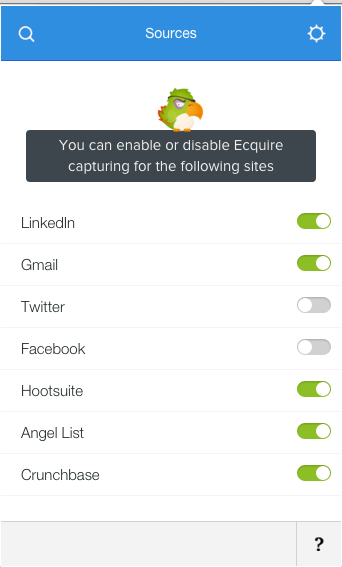 Sources
You can enable or disable Ecquire
capturing for the following sites
LinkedIn
Gmail
Twitter
Facebook
Hootsuite
Angel List
Crunchbase
?